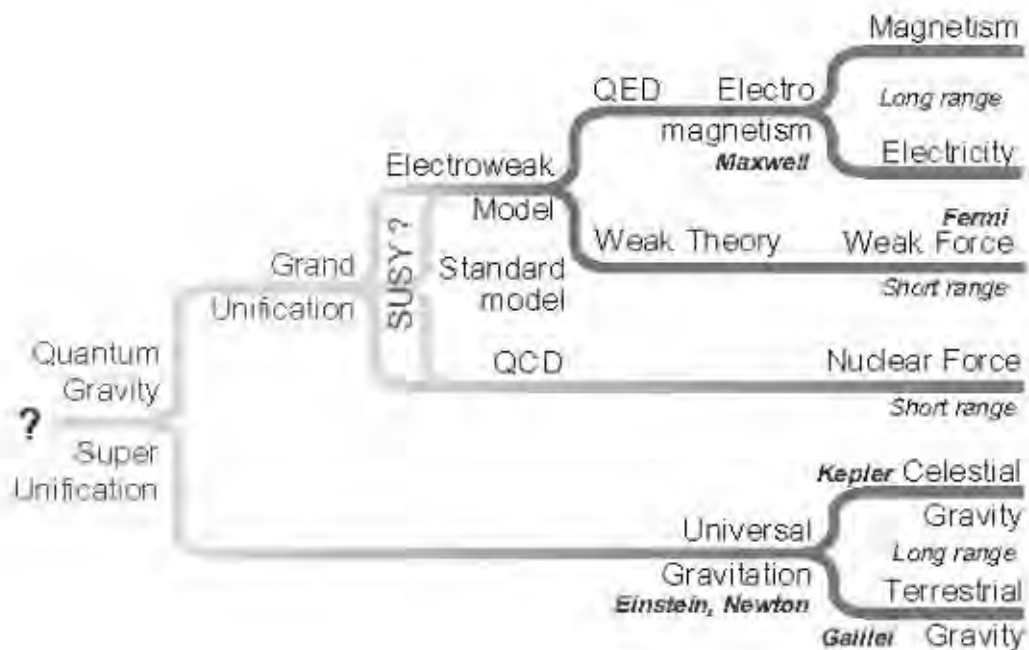 Magnetism
QED Electro
Long range
magnetism
Maxwell
Electricity
Electroweak
Model
Fermi
Weak Theory Weak Force
Short range
SUSY ?
Standard
model
Grand
Unification
QCD Nuclear Force
Short range
Quantum
Gravity
?
Super
Unification
Kepler Celestial
Gravity
Long range
Universal
Gravitation
Einstein, Newton
Terrestrial
Galilei Gravity